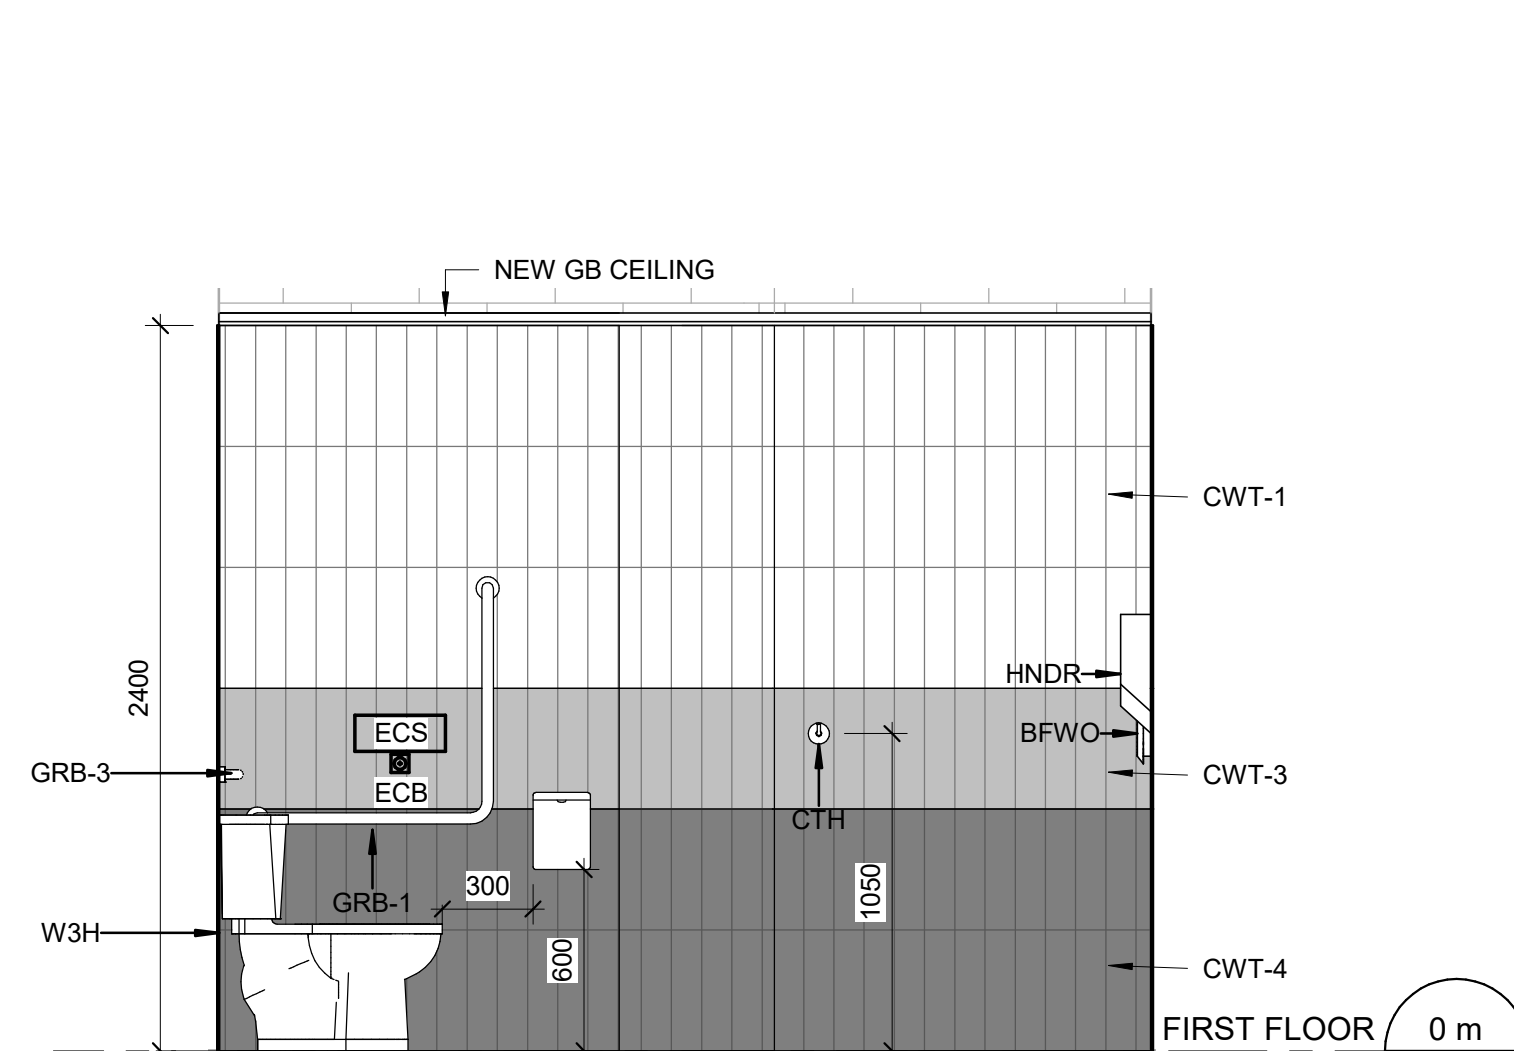 NEW GB CEILING
CWT-1
2400
HNDR
ECS
BFWO
GRB-3
CWT-3
ECB
CTH
300
1050
GRB-1
W3H
600
CWT-4
FIRST FLOOR
0 m